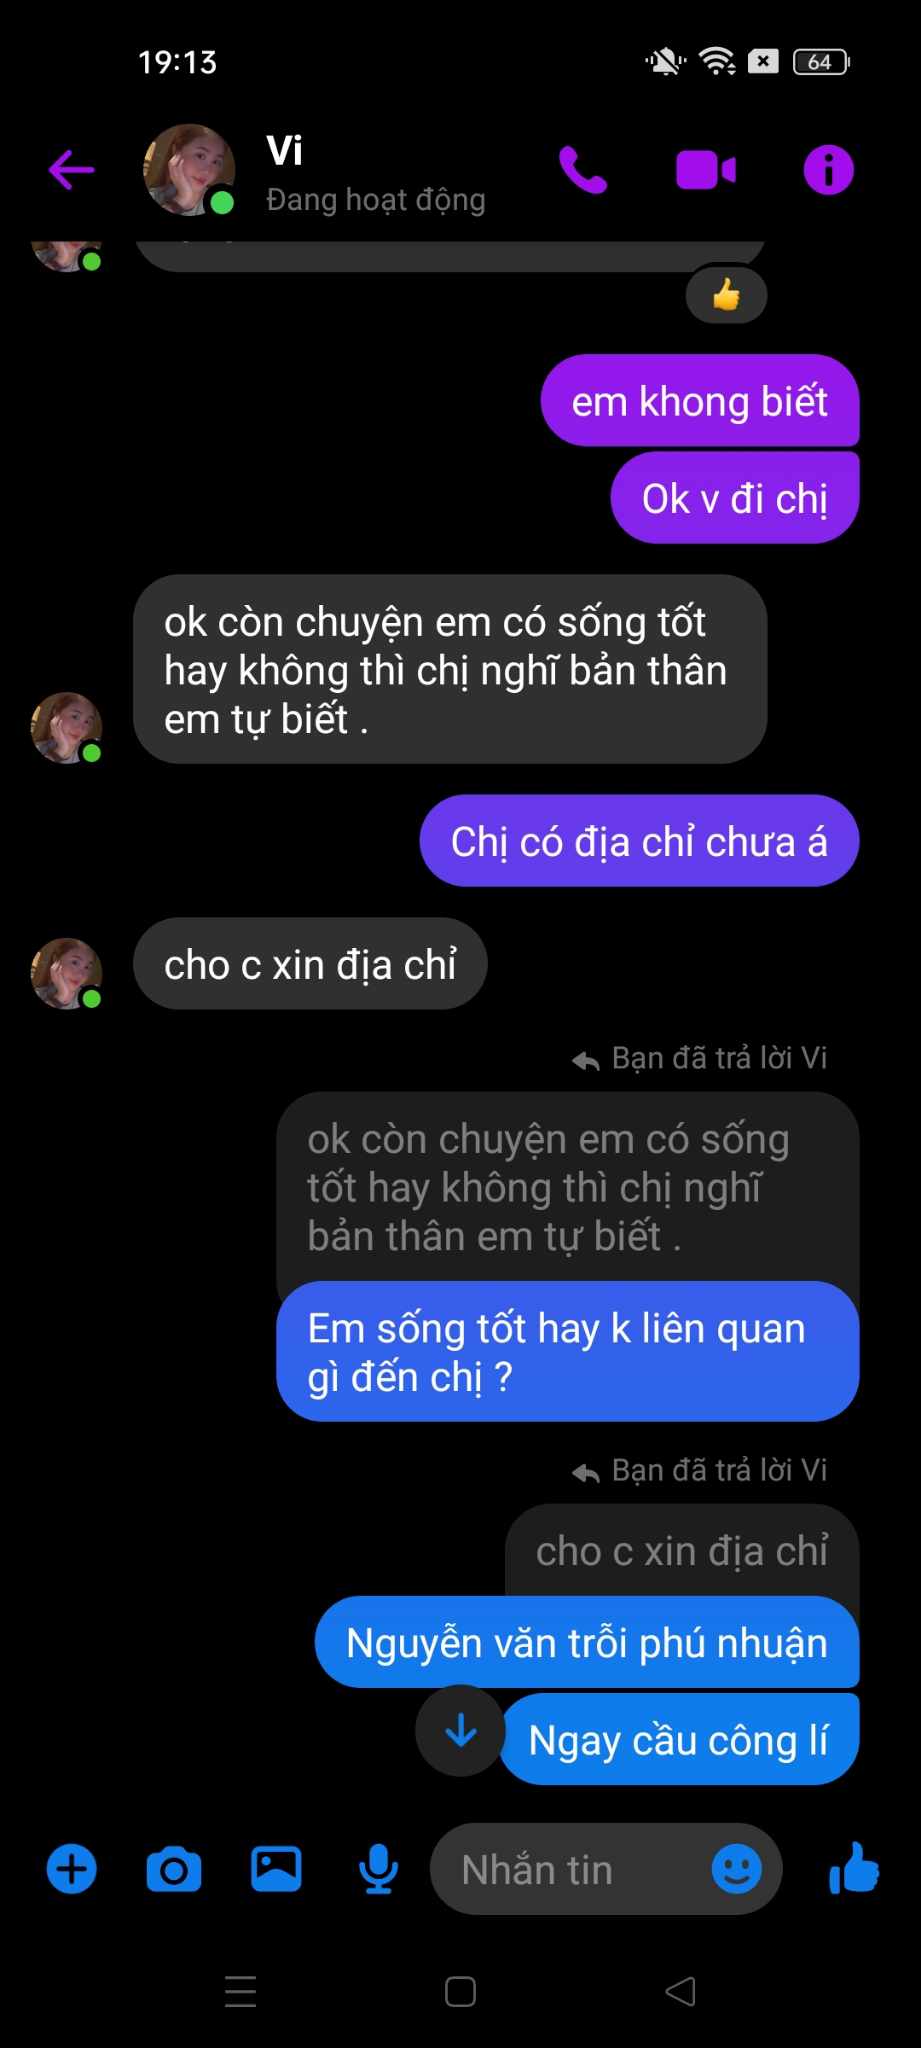 19:13
64
Vi
Đang hoạt động
em khong biết
Ok v đi chị
ok còn chuyện em có sống tốt
hay không thì chị nghĩ bản thân
em tự biết .
Chị có địa chỉ chưa á
cho c xin địa chỉ
Bạn đã trả lời Vi
ok còn chuyện em có sống
tốt hay không thì chị nghĩ
bản thân em tự biết .
Em sống tốt hay k liên quan
gì đến chị ?
Bạn đã trả lời Vi
cho c xin địa chỉ
Nguyễn văn trỗi phú nhuận
Ngay cầu công lí
Nhắn tin